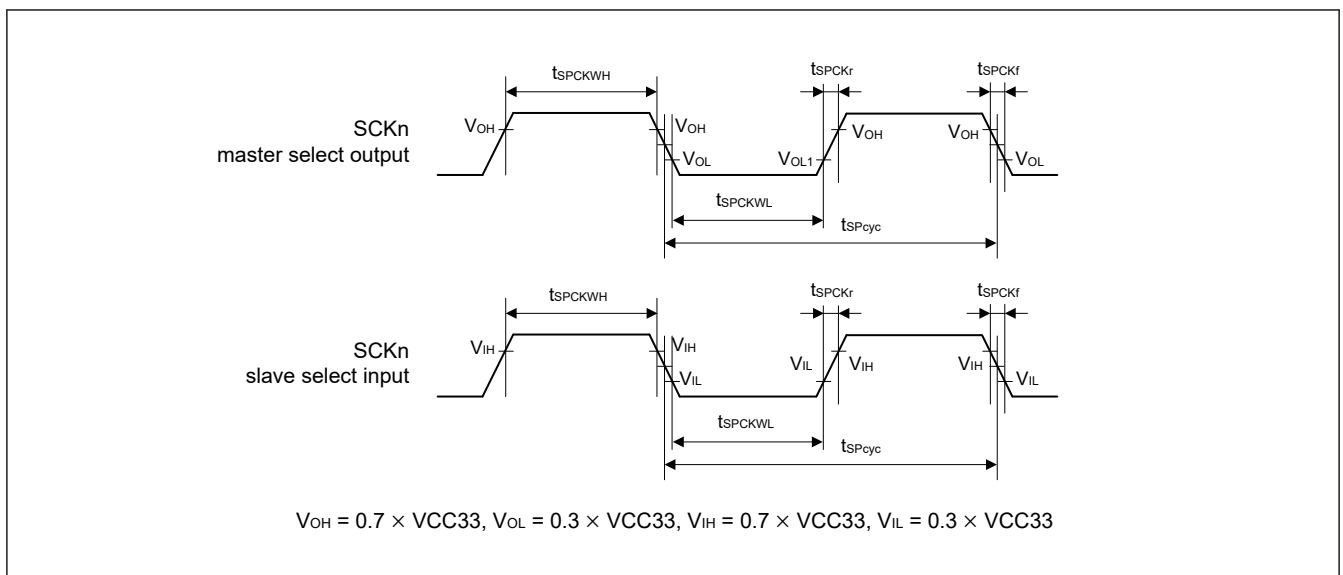 tSPCKWH
tSPCKr
tSPCKf
SCKn
master select output
VOH
VOH
VOL
VOL1
VOH
VOH
VOL
tSPCKWL
tSPcyc
tSPCKWH
tSPCKr
tSPCKf
SCKn
slave select input
VIH
VIH
VIL
VIL
VIH
VIH
VIL
tSPCKWL
tSPcyc
VOH = 0.7 × VCC33, VOL = 0.3 × VCC33, VIH = 0.7 × VCC33, VIL = 0.3 × VCC33